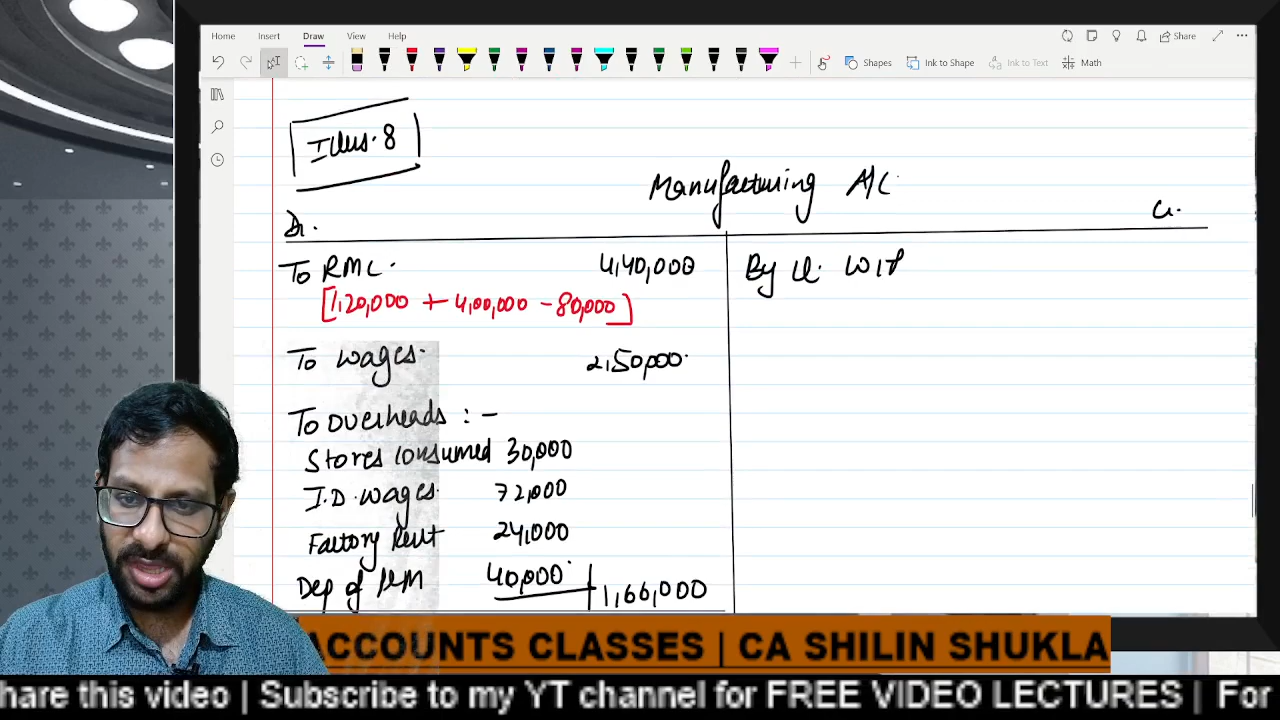 Home Insert Draw View Help
Share
Shapes Ink to Shape Ink to Text Math
Illus. 8
Manufacturing A/C
Dr. Cr.
To RMC. 4,40,000 By Cl. WIP
[1,20,000 + 4,00,000 - 80,000]
To wages. 2,50,000
To Overheads : -
Stores Consumed 30,000
I.D. wages. 72,000
Factory Rent 24,000
Dep of 40,000 1,66,000
ACCOUNTS CLASSES | CA SHILIN SHUKLA
hare this video | Subscribe to my YT channel for FREE VIDEO LECTURES | For